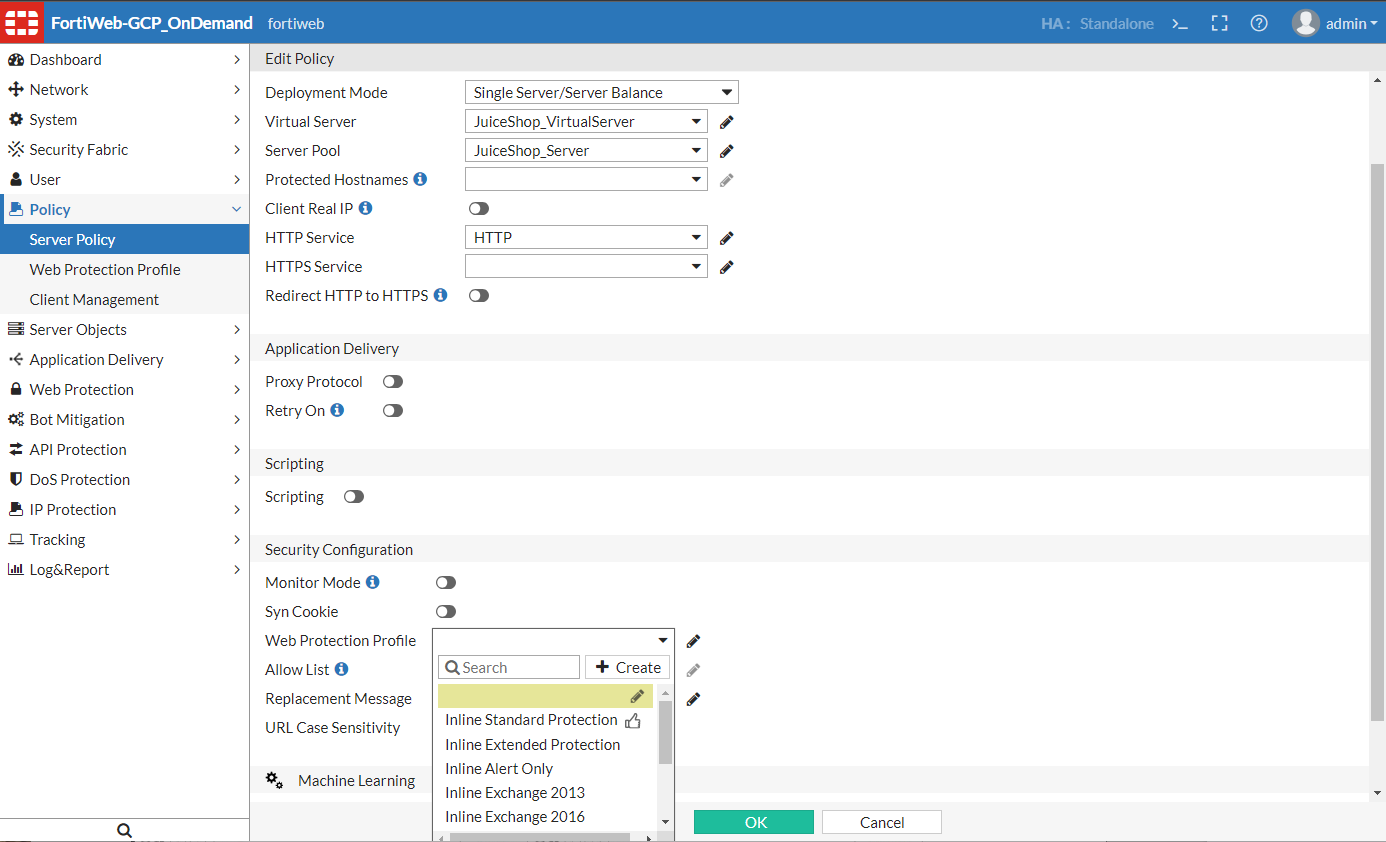 FortiWeb-GCP_OnDemand fortiweb HA : Standalone >_ admin
Dashboard
Network
System
Security Fabric
User
Policy
Server Policy
Web Protection Profile
Client Management
Server Objects
Application Delivery
Web Protection
Bot Mitigation
API Protection
DoS Protection
IP Protection
Tracking
Log&Report
Edit Policy
Deployment Mode Single Server/Server Balance
Virtual Server JuiceShop_VirtualServer
Server Pool JuiceShop_Server
Protected Hostnames
Client Real IP
HTTP Service HTTP
HTTPS Service
Redirect HTTP to HTTPS
Application Delivery
Proxy Protocol
Retry On
Scripting
Scripting
Security Configuration
Monitor Mode
Syn Cookie
Web Protection Profile
Allow List
Replacement Message
URL Case Sensitivity
Search + Create
Inline Standard Protection
Inline Extended Protection
Inline Alert Only
Inline Exchange 2013
Inline Exchange 2016
Machine Learning
OK Cancel